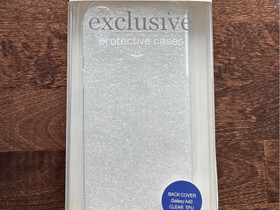 exclusive
protective cases
BACK COVER
Galaxy A40
CLEAR TPU